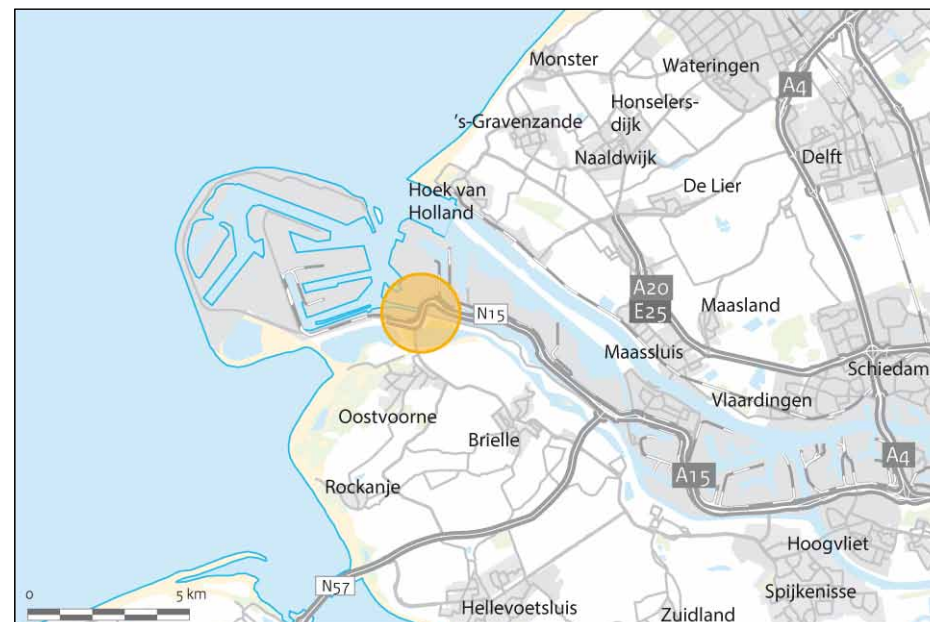 Monster
Wateringen
A4
Honselers-
dijk
's-Gravenzande
Naaldwijk
Delft
De Lier
Hoek van
Holland
A20
E25
Maasland
N15
Maassluis
Schiedam
Vlaardingen
Oostvoorne
Brielle
A15
A4
Rockanje
Hoogvliet
N57
Spijkenisse
Hellevoetsluis
Zuidland
0 5 km